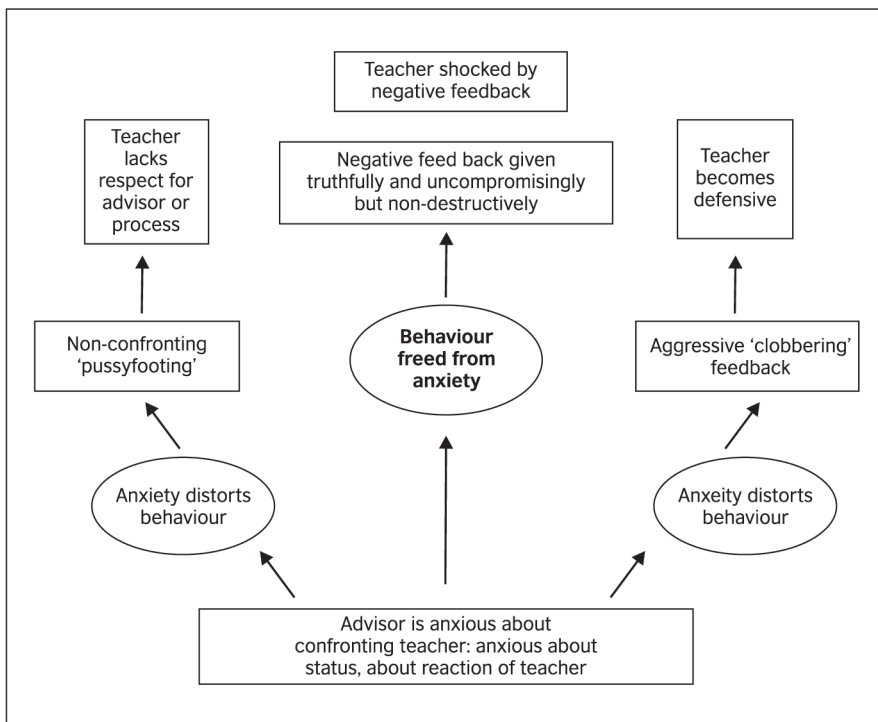 Teacher shocked by
negative feedback
Teacher
lacks
respect for
advisor or
process
Negative feed back given
truthfully and uncompromisingly
but non-destructively
Teacher
becomes
defensive
Non-confronting
‘pussyfooting’
Behaviour
freed from
anxiety
Aggressive ‘clobbering’
feedback
Anxiety distorts
behaviour
Anxeity distorts
behaviour
Advisor is anxious about
confronting teacher: anxious about
status, about reaction of teacher